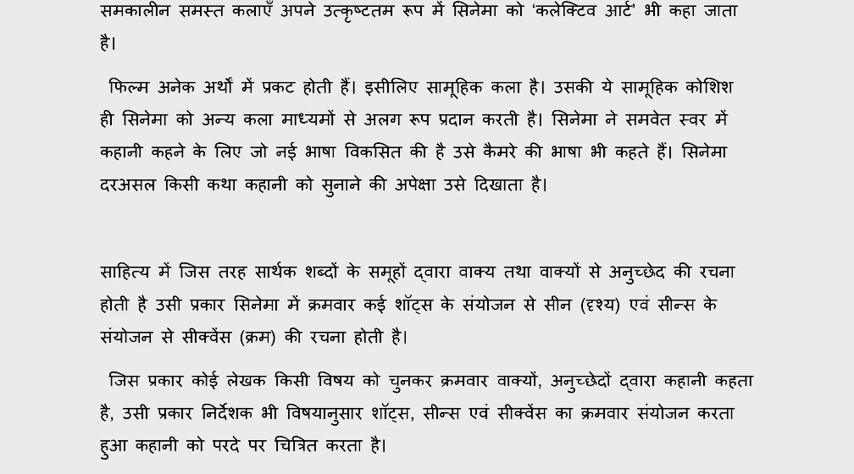 समकालीन समस्त कलाएँ अपने उत्कृष्टतम रूप में सिनेमा को ‘कलेक्टिव आर्ट’ भी कहा जाता
है।
फिल्म अनेक अर्थों में प्रकट होती हैं। इसीलिए सामूहिक कला है। उसकी ये सामूहिक कोशिश
ही सिनेमा को अन्य कला माध्यमों से अलग रूप प्रदान करती है। सिनेमा ने समवेत स्वर में
कहानी कहने के लिए जो नई भाषा विकसित की है उसे कैमरे की भाषा भी कहते हैं। सिनेमा
दरअसल किसी कथा कहानी को सुनाने की अपेक्षा उसे दिखाता है।
साहित्य में जिस तरह सार्थक शब्दों के समूहों द्वारा वाक्य तथा वाक्यों से अनुच्छेद की रचना
होती है उसी प्रकार सिनेमा में क्रमवार कई शॉट्स के संयोजन से सीन (दृश्य) एवं सीन्स के
संयोजन से सीक्वेंस (क्रम) की रचना होती है।
जिस प्रकार कोई लेखक किसी विषय को चुनकर क्रमवार वाक्यों, अनुच्छेदों द्वारा कहानी कहता
है, उसी प्रकार निर्देशक भी विषयानुसार शॉट्स, सीन्स एवं सीक्वेंस का क्रमवार संयोजन करता
हुआ कहानी को परदे पर चित्रित करता है।